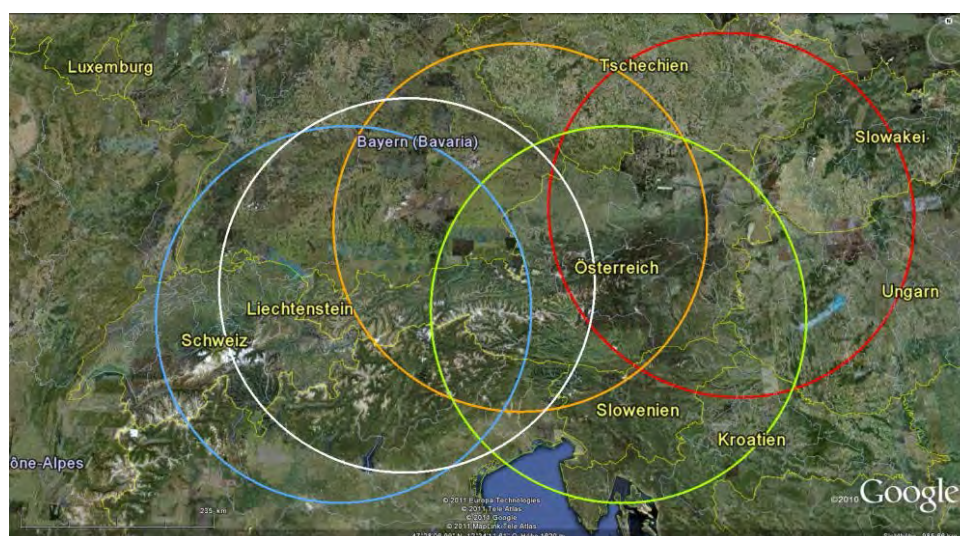 Luxemburg
Tschechien
Bayern (Bavaria)
Slowakei
Österreich
Ungarn
Liechtenstein
Schweiz
Slowenien
Kroatien
ône-Alpes
©2010 Google
© 2011 Europa Technologies
© 2011 Tele Atlas
© 2011 Google
© 2011 MapLink/Tele Atlas
235 km